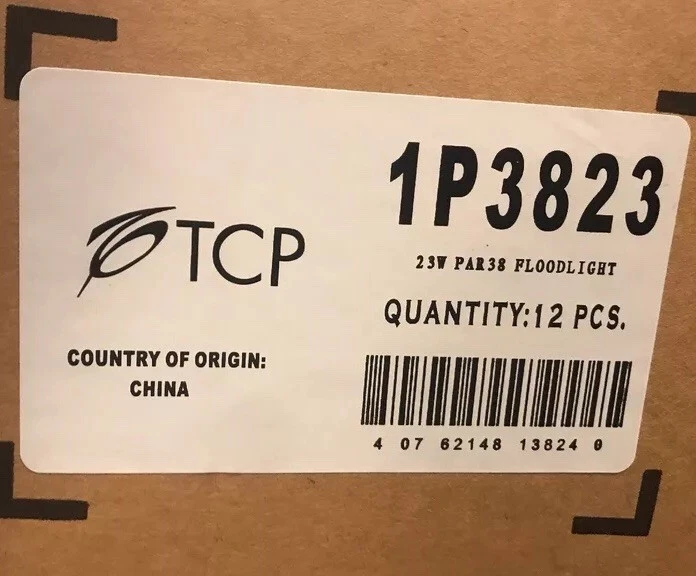 1P3823
23W PAR38 FLOODLIGHT
TCP
QUANTITY:12 PCS.
COUNTRY OF ORIGIN:
CHINA
4 07 62148 13824 0